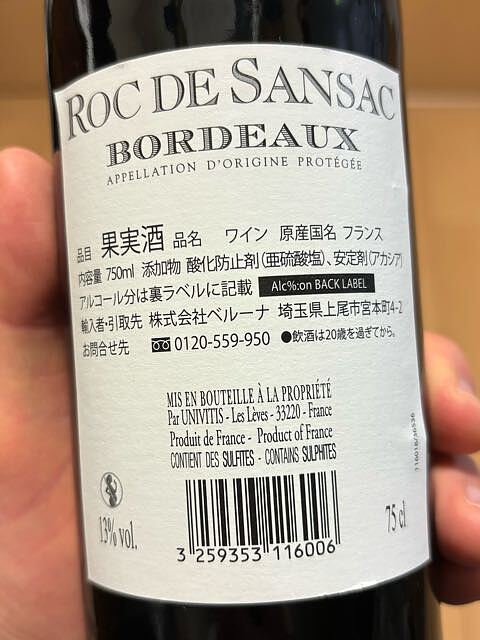 ROC DE SANSAC
BORDEAUX
APPELLATION D'ORIGINE PROTÉGÉE
品目 果実酒 品名 ワイン 原産国名 フランス
内容量 750ml 添加物 酸化防止剤(亜硫酸塩)、安定剤(アカシア)
アルコール分は裏ラベルに記載 Alc%:on BACK LABEL
輸入者・引取先 株式会社ベルーナ 埼玉県上尾市宮本町4-2
お問合せ先 0120-559-950 ●飲酒は20歳を過ぎてから。
MIS EN BOUTEILLE À LA PROPRIÉTÉ
Par UNIVITIS - Les Lèves - 33220 - France
Produit de France - Product of France
CONTIENT DES SULFITES - CONTAINS SULPHITES
116018/36536
13% vol.
75 cl
3 259353 116006